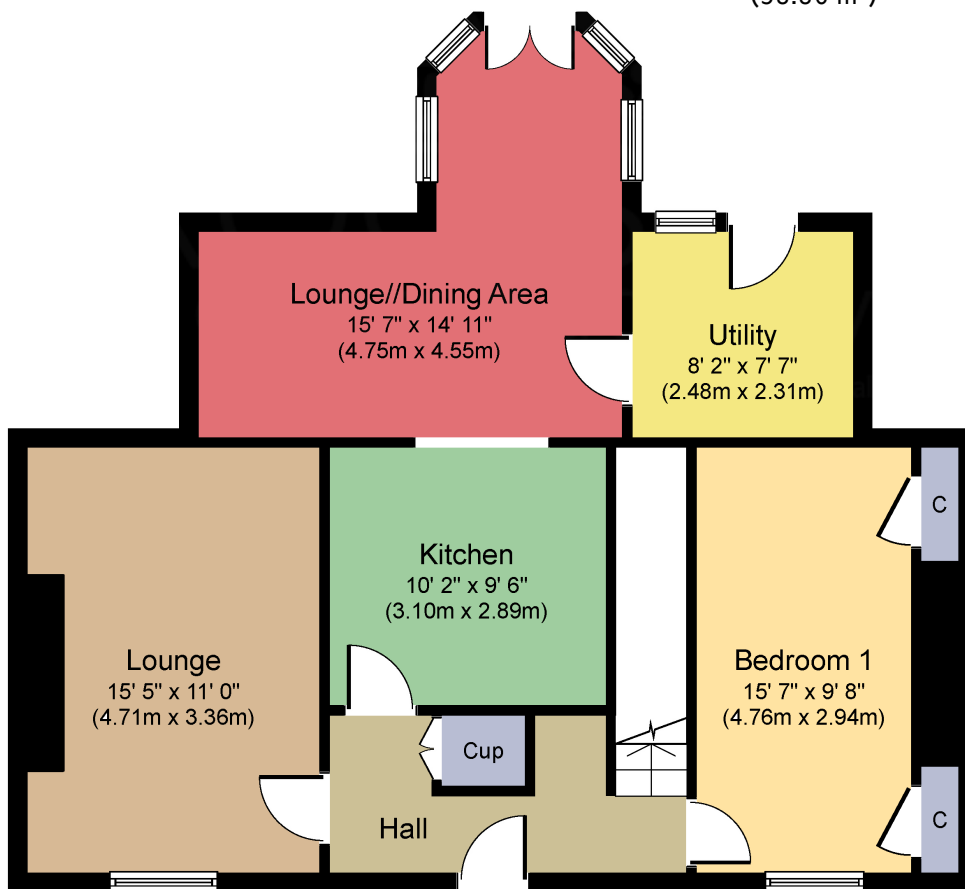 Lounge//Dining Area
15' 7" x 14' 11"
(4.75m x 4.55m)
Utility
8' 2" x 7' 7"
(2.48m x 2.31m)
Kitchen
10' 2" x 9' 6"
(3.10m x 2.89m)
Lounge
15' 5" x 11' 0"
(4.71m x 3.36m)
Bedroom 1
15' 7" x 9' 8"
(4.76m x 2.94m)
C
Cup
Hall
C